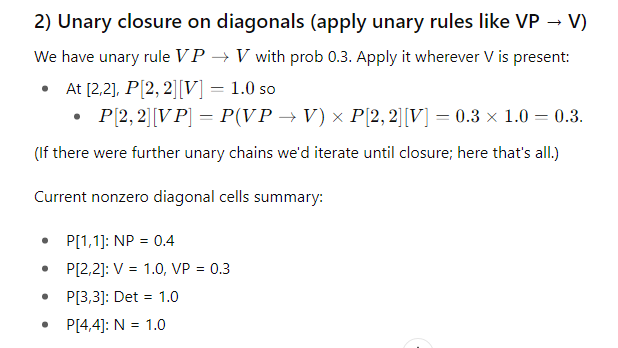 2) Unary closure on diagonals (apply unary rules like VP → V)
We have unary rule VP → V with prob 0.3. Apply it wherever V is present:
• At [2,2], P[2,2][V] = 1.0 so
• P[2,2][VP] = P(VP → V) × P[2,2][V] = 0.3 × 1.0 = 0.3.
(If there were further unary chains we'd iterate until closure; here that's all.)
Current nonzero diagonal cells summary:
• P[1,1]: NP = 0.4
• P[2,2]: V = 1.0, VP = 0.3
• P[3,3]: Det = 1.0
• P[4,4]: N = 1.0